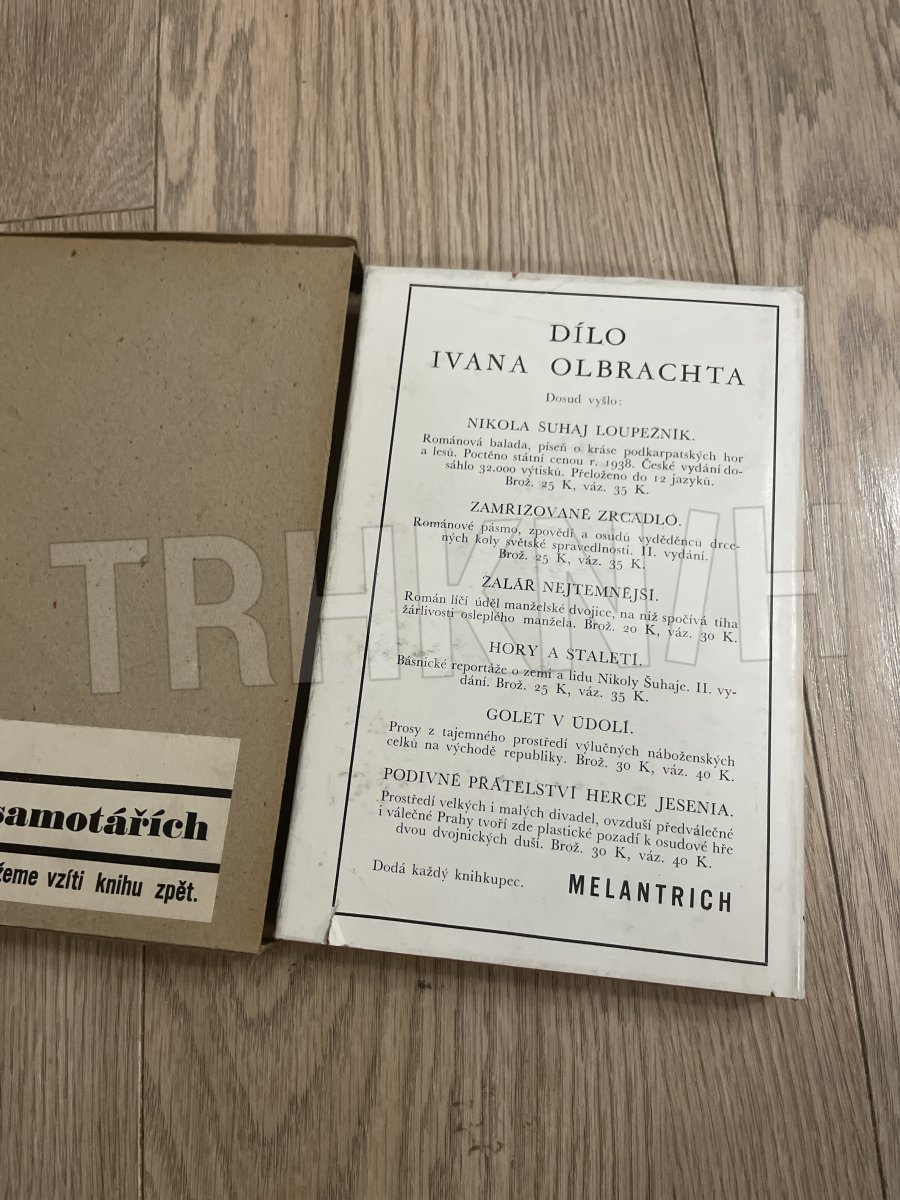 DÍLO
IVANA OLBRACHTA
Dosud vyšlo:
NIKOLA ŠUHAJ LOUPEŽNÍK.
Románová balada, píseň o kráse podkarpatských hor
a lesů. Poctěno státní cenou r. 1938. České vydání do-
sáhlo 32.000 výtisků. Přeloženo do 12 jazyků.
Brož. 25 K, váz. 35 K.
ZAMŘÍŽOVANÉ ZRCADLO.
Románové pásmo, zpovědí a osudů vyděděnců drce-
ných koly světské spravedlnosti. II. vydání.
Brož. 25 K, váz. 35 K.
ŽALÁŘ NEJTEMNĚJŠÍ.
Román líčí úděl manželské dvojice, na níž spočívá tíha
žárlivosti osleplého manžela. Brož. 20 K, váz. 30 K.
HORY A STALETÍ.
Básnické reportáže o zemi a lidu Nikoly Šuhaje. II. vy-
dání. Brož. 25 K, váz. 35 K.
GOLET V ÚDOLÍ.
Prosy z tajemného prostředí výlučných náboženských
celků na východě republiky. Brož. 30 K, váz. 40 K.
PODIVNÉ PŘÁTELSTVÍ HERCE JESENIA.
Prostředí velkých i malých divadel, ovzduší předválečné
i válečné Prahy tvoří zde plastické pozadí k osudové hře
dvou dvojnických duší. Brož. 30 K, váz. 40 K.
Dodá každý knihkupec.
MELANTRICH
samotářích
žeme vzíti knihu zpět.
TRHKNIH